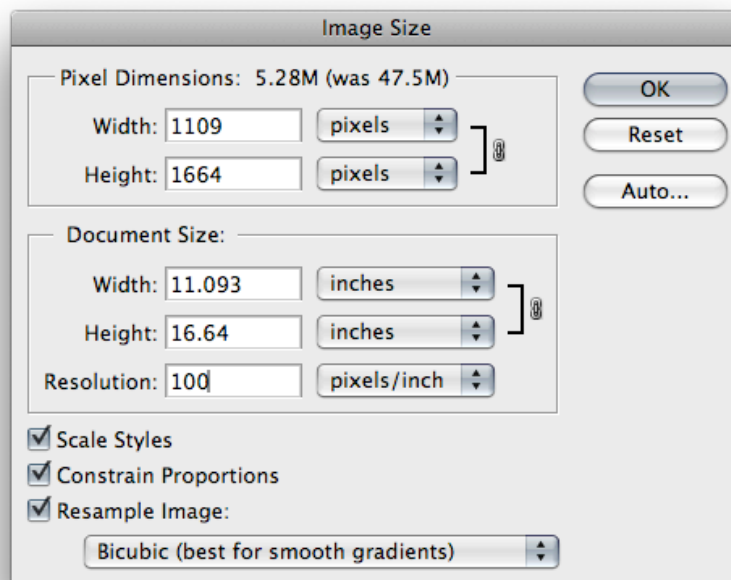 Image Size
Pixel Dimensions: 5.28M (was 47.5M)
OK
Width: 1109 pixels
Reset
Height: 1664 pixels
Auto...
Document Size:
Width: 11.093 inches
Height: 16.64 inches
Resolution: 100 pixels/inch
Scale Styles
Constrain Proportions
Resample Image:
Bicubic (best for smooth gradients)